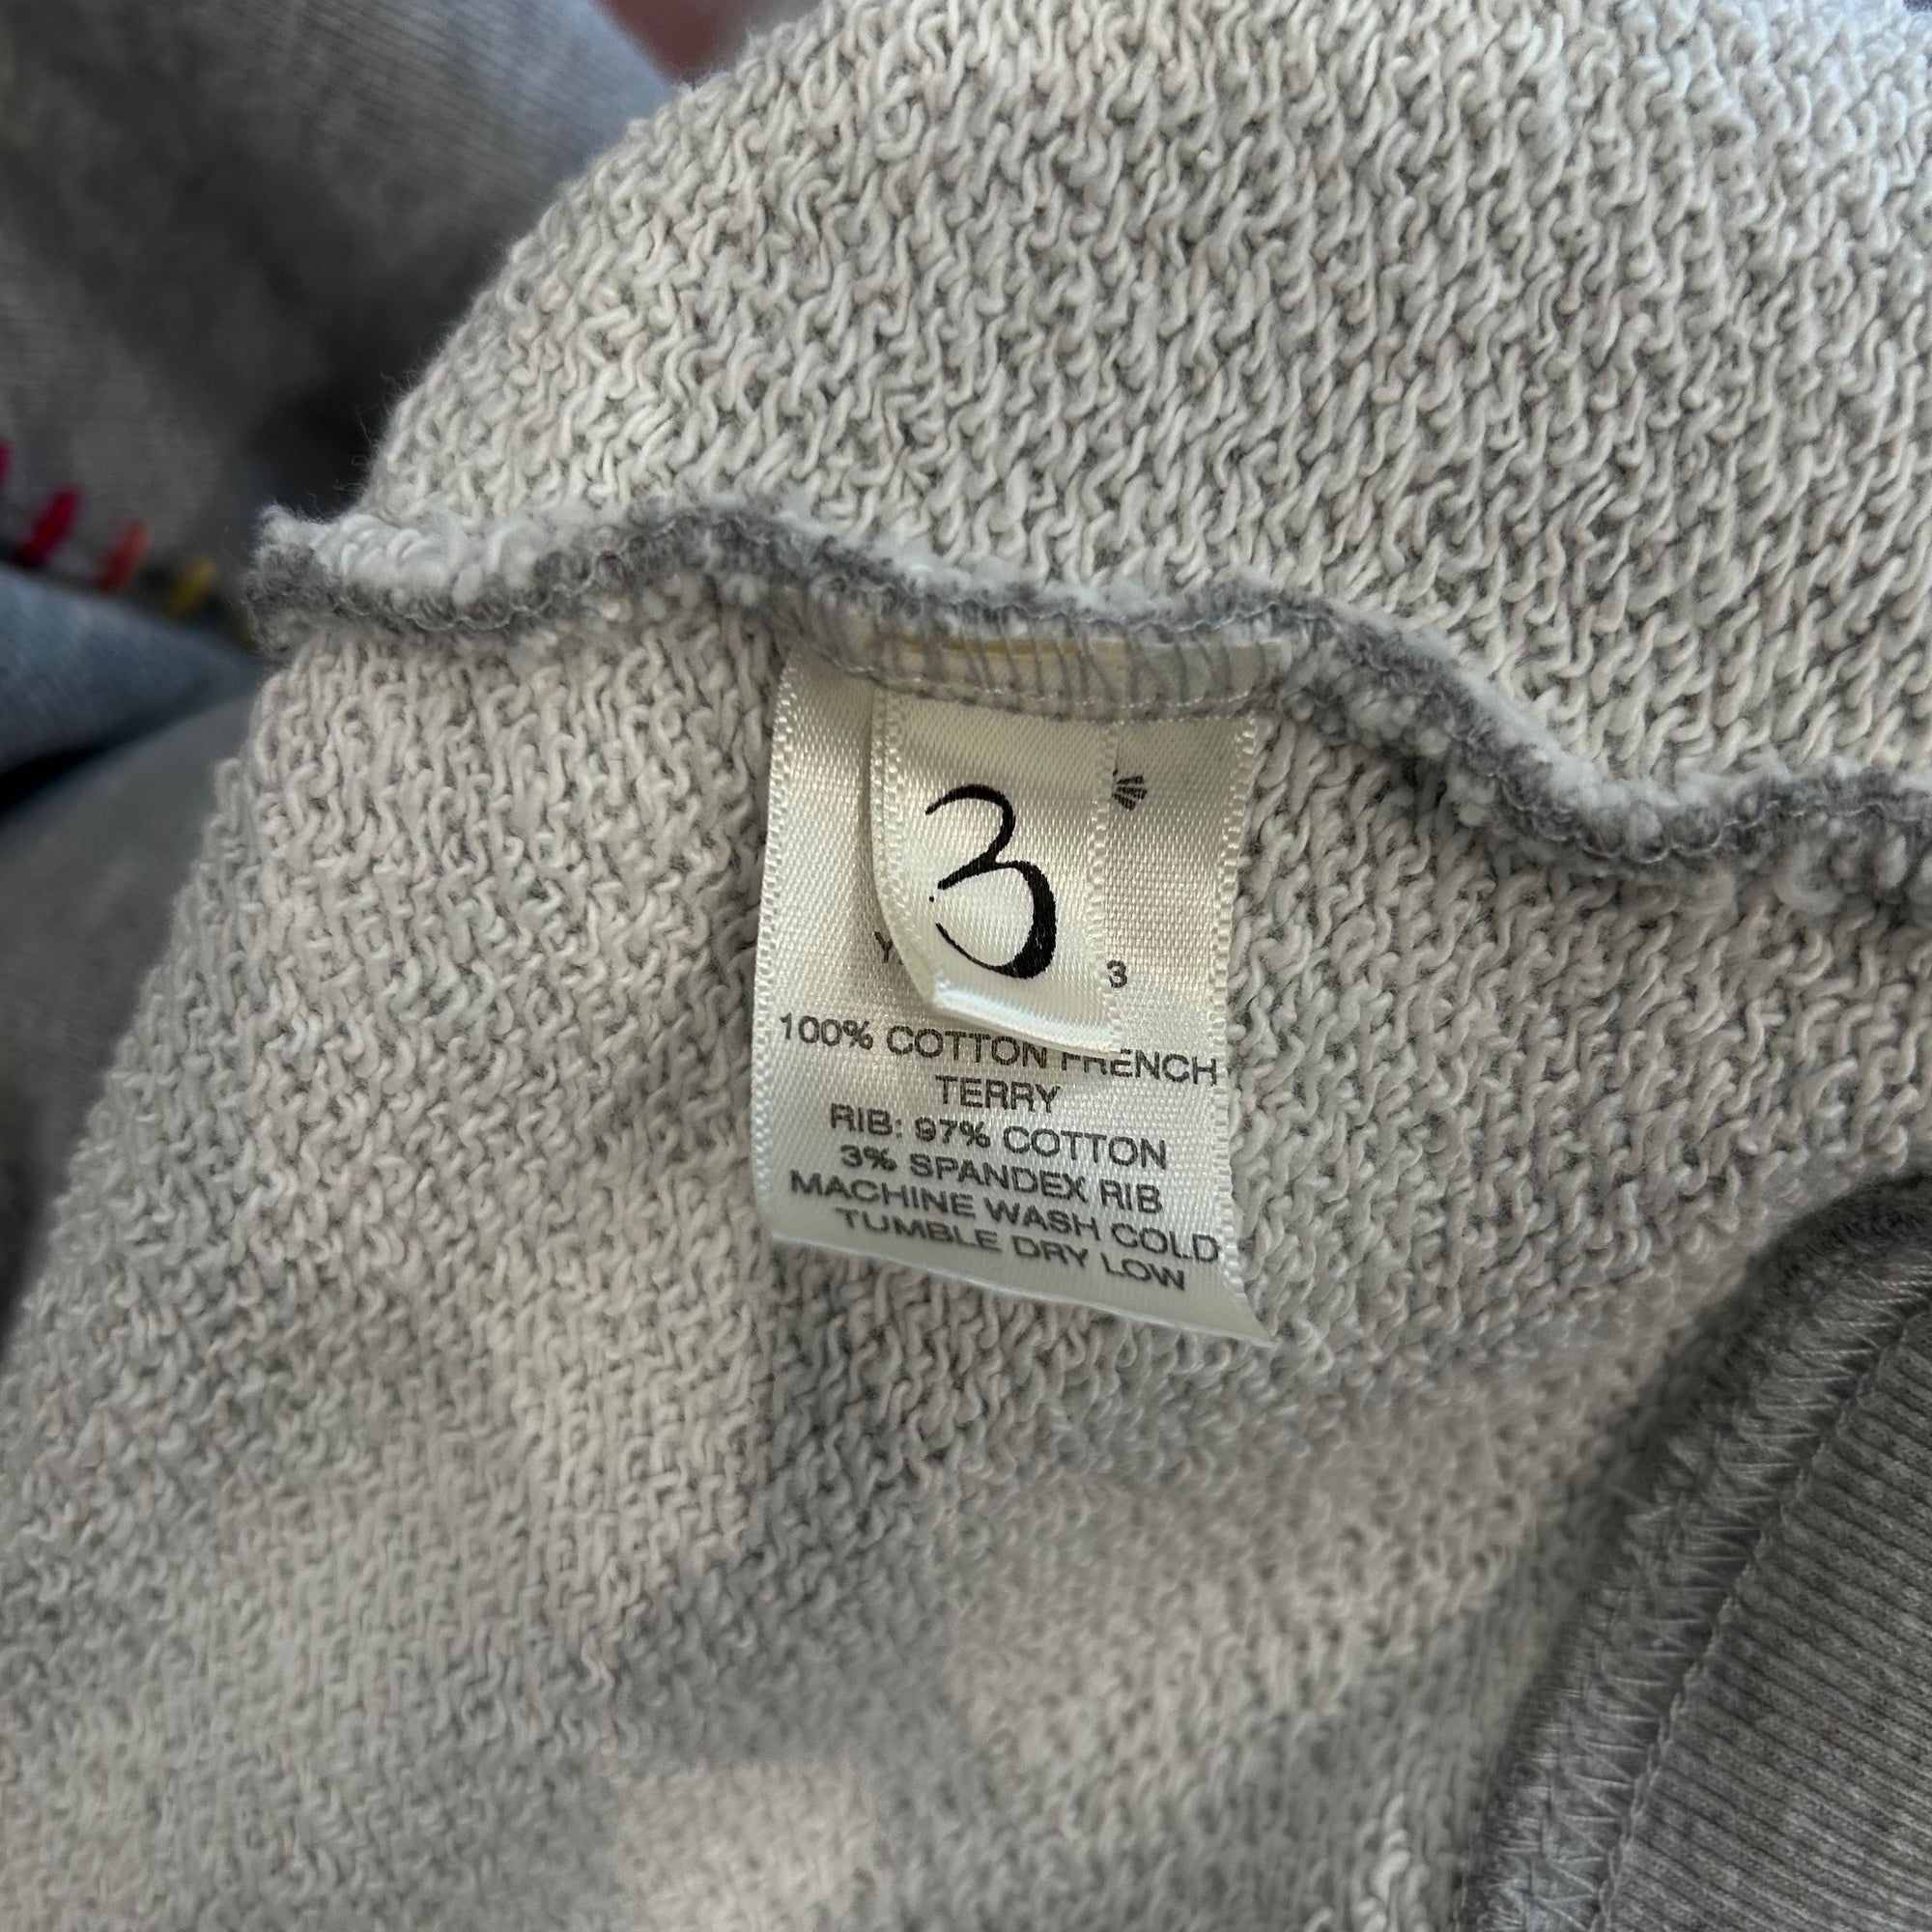 3
Y 3
100% COTTON FRENCH
TERRY
RIB: 97% COTTON
3% SPANDEX RIB
MACHINE WASH COLD
TUMBLE DRY LOW